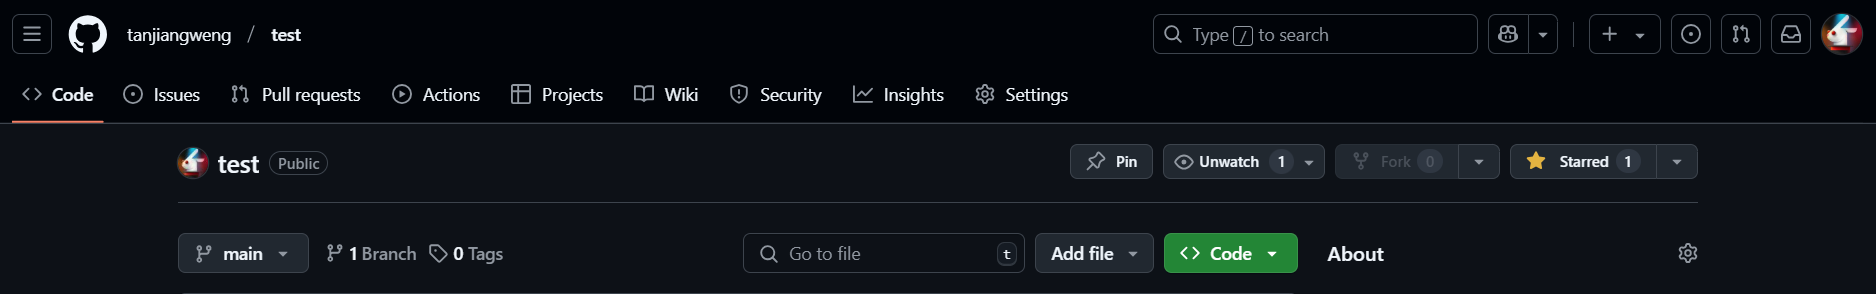 tanjiangweng / test
Type / to search
Code Issues Pull requests Actions Projects Wiki Security Insights Settings
test Public
Pin Unwatch 1 Fork 0 Starred 1
main 1 Branch 0 Tags Go to file t Add file Code About